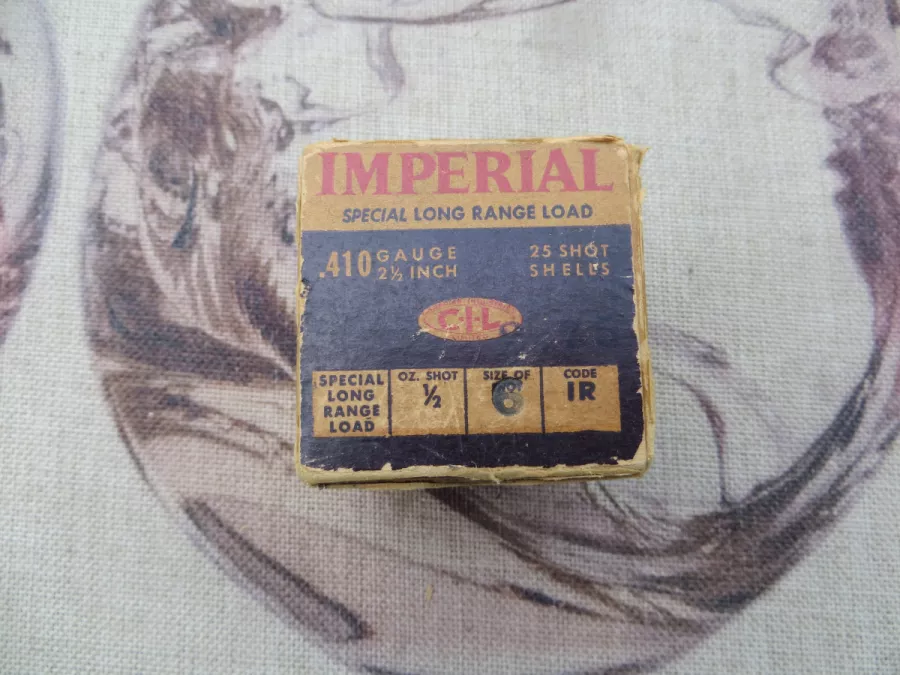 IMPERIAL
SPECIAL LONG RANGE LOAD
.410 GAUGE 2½ INCH
25 SHOT SHELLS
C-I-L
SPECIAL LONG RANGE LOAD
OZ. SHOT
½
SIZE OF SHOT
6
CODE
IR